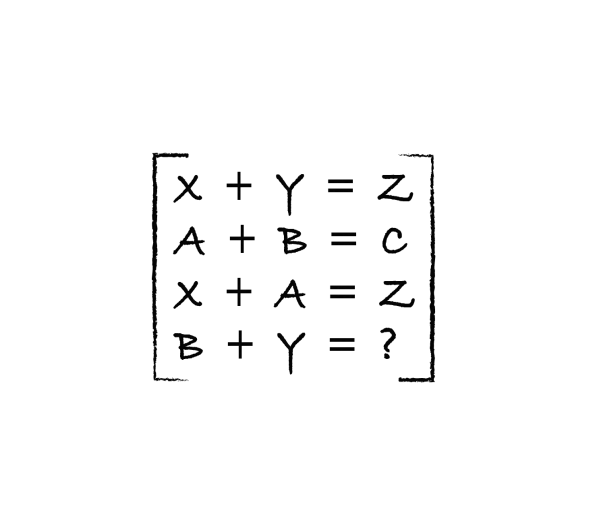 X + Y = Z
A + B = C
X + A = Z
B + Y = ?